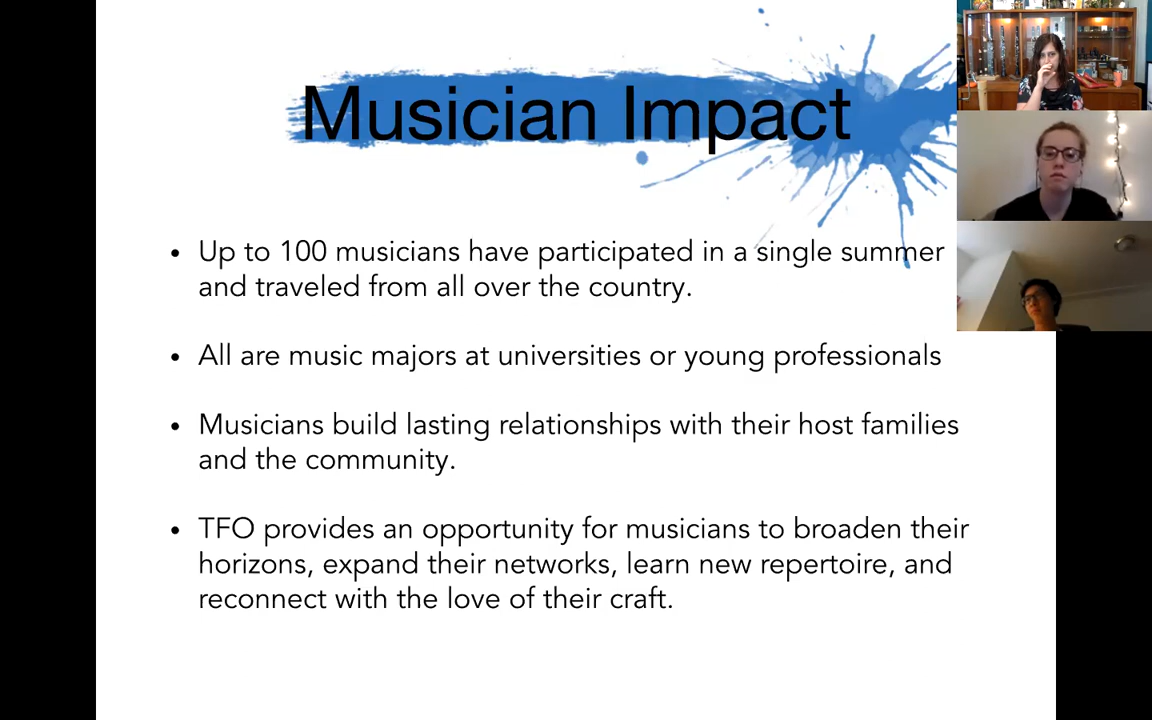 Musician Impact
• Up to 100 musicians have participated in a single summer
and traveled from all over the country.
• All are music majors at universities or young professionals
• Musicians build lasting relationships with their host families
and the community.
• TFO provides an opportunity for musicians to broaden their
horizons, expand their networks, learn new repertoire, and
reconnect with the love of their craft.